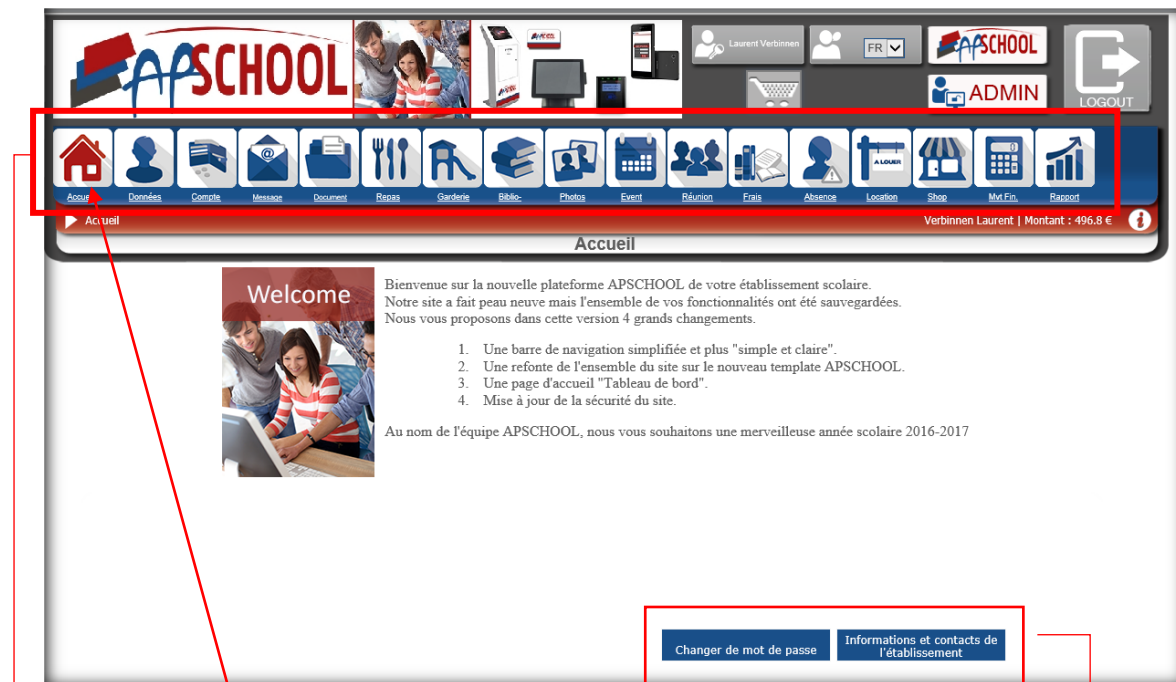 APSCHOOL
Laurent Verbinnen
FR
APSCHOOL
ADMIN
LOGOUT
A LOUER
Accueil
Données
Compte
Message
Document
Repas
Garderie
Biblio-
Photos
Event
Réunion
Frais
Absence
Location
Shop
Mvt Fin.
Rapport
Accueil
Verbinnen Laurent | Montant : 496.8 €
Accueil
Welcome
Bienvenue sur la nouvelle plateforme APSCHOOL de votre établissement scolaire.
Notre site a fait peau neuve mais l'ensemble de vos fonctionnalités ont été sauvegardées.
Nous vous proposons dans cette version 4 grands changements.
1. Une barre de navigation simplifiée et plus "simple et claire".
2. Une refonte de l'ensemble du site sur le nouveau template APSCHOOL.
3. Une page d'accueil "Tableau de bord".
4. Mise à jour de la sécurité du site.
Au nom de l'équipe APSCHOOL, nous vous souhaitons une merveilleuse année scolaire 2016-2017
Changer de mot de passe
Informations et contacts de
l'établissement